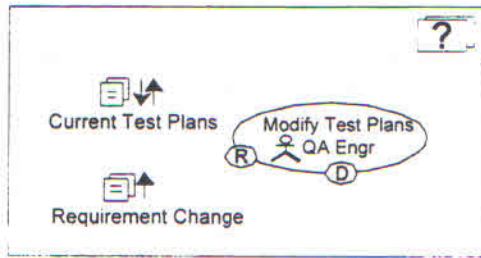 ?
Current Test Plans
Modify Test Plans
QA Engr
R
D
Requirement Change